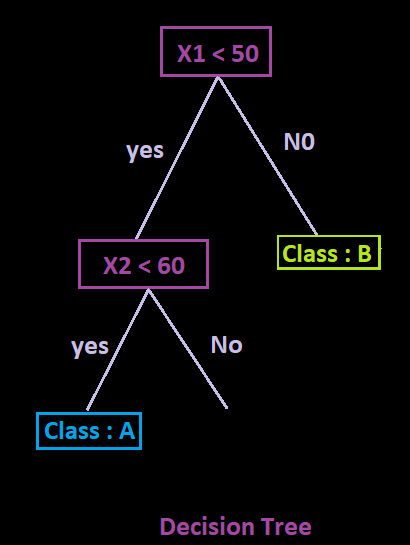 X1 < 50
yes
N0
X2 < 60
Class : B
yes
No
Class : A
Decision Tree